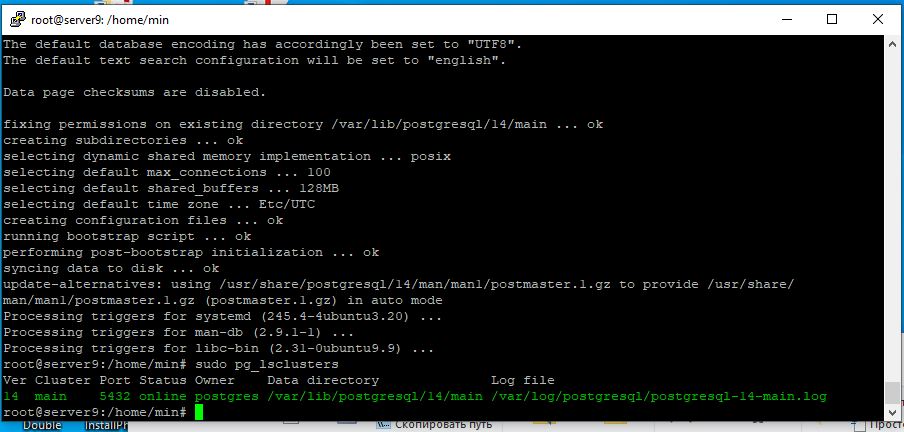 root@server9: /home/min
The default database encoding has accordingly been set to "UTF8".
The default text search configuration will be set to "english".
Data page checksums are disabled.
fixing permissions on existing directory /var/lib/postgresql/14/main ... ok
creating subdirectories ... ok
selecting dynamic shared memory implementation ... posix
selecting default max_connections ... 100
selecting default shared_buffers ... 128MB
selecting default time zone ... Etc/UTC
creating configuration files ... ok
running bootstrap script ... ok
performing post-bootstrap initialization ... ok
syncing data to disk ... ok
update-alternatives: using /usr/share/postgresql/14/man/man1/postmaster.1.gz to provide /usr/share/
man/man1/postmaster.1.gz (postmaster.1.gz) in auto mode
Processing triggers for systemd (245.4-4ubuntu3.20) ...
Processing triggers for man-db (2.9.1-1) ...
Processing triggers for libc-bin (2.31-0ubuntu9.9) ...
root@server9:/home/min# sudo pg_lsclusters
Ver Cluster Port Status Owner    Data directory              Log file
14  main    5432 online postgres /var/lib/postgresql/14/main /var/log/postgresql/postgresql-14-main.log
root@server9:/home/min#
Double InstallPh Скопировать путь Прост